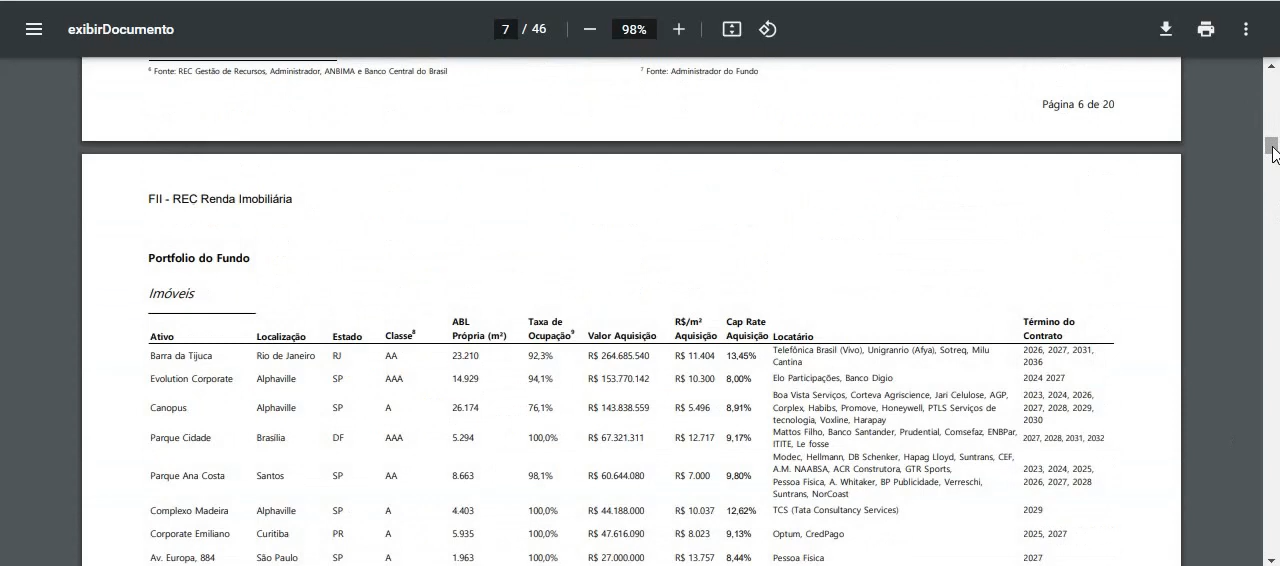 exibirDocumento
7 / 46
98%
⁶ Fonte: REC Gestão de Recursos, Administrador, ANBIMA e Banco Central do Brasil
⁷ Fonte: Administrador do Fundo
Página 6 de 20
FII - REC Renda Imobiliária
Portfolio do Fundo
Imóveis
Ativo Localização Estado Classe⁸ ABL Própria (m²) Taxa de Ocupação⁹ Valor Aquisição R$/m² Aquisição Cap Rate Aquisição Locatário Término do Contrato
Barra da Tijuca Rio de Janeiro RJ AA 23.210 92,3% R$ 264.685.540 R$ 11.404 13,45% Telefônica Brasil (Vivo), Unigranrio (Afya), Sotreq, Milu Cantina 2026, 2027, 2031, 2036
Evolution Corporate Alphaville SP AAA 14.929 94,1% R$ 153.770.142 R$ 10.300 8,00% Elo Participações, Banco Digio 2024 2027
Canopus Alphaville SP A 26.174 76,1% R$ 143.838.559 R$ 5.496 8,91% Boa Vista Serviços, Corteva Agriscience, Jari Celulose, AGP, Corplex, Habibs, Promove, Honeywell, PTLS Serviços de tecnologia, Voxline, Harapay 2023, 2024, 2026, 2027, 2028, 2029, 2030
Parque Cidade Brasília DF AAA 5.294 100,0% R$ 67.321.311 R$ 12.717 9,17% Mattos Filho, Banco Santander, Prudential, Comsefaz, ENBPar, ITITE, Le fosse 2027, 2028, 2031, 2032
Parque Ana Costa Santos SP AA 8.663 98,1% R$ 60.644.080 R$ 7.000 9,80% Modec, Hellmann, DB Schenker, Hapag Lloyd, Suntrans, CEF, A.M. NAABSA, ACR Construtora, GTR Sports, Pessoa Física, A. Whitaker, BP Publicidade, Verreschi, Suntrans, NorCoast 2023, 2024, 2025, 2026, 2027, 2028
Complexo Madeira Alphaville SP A 4.403 100,0% R$ 44.188.000 R$ 10.037 12,62% TCS (Tata Consultancy Services) 2029
Corporate Emiliano Curitiba PR A 5.935 100,0% R$ 47.616.090 R$ 8.023 9,13% Optum, CredPago 2025, 2027
Av. Europa, 884 São Paulo SP A 1.963 100,0% R$ 27.000.000 R$ 13.757 8,44% Pessoa Física 2027